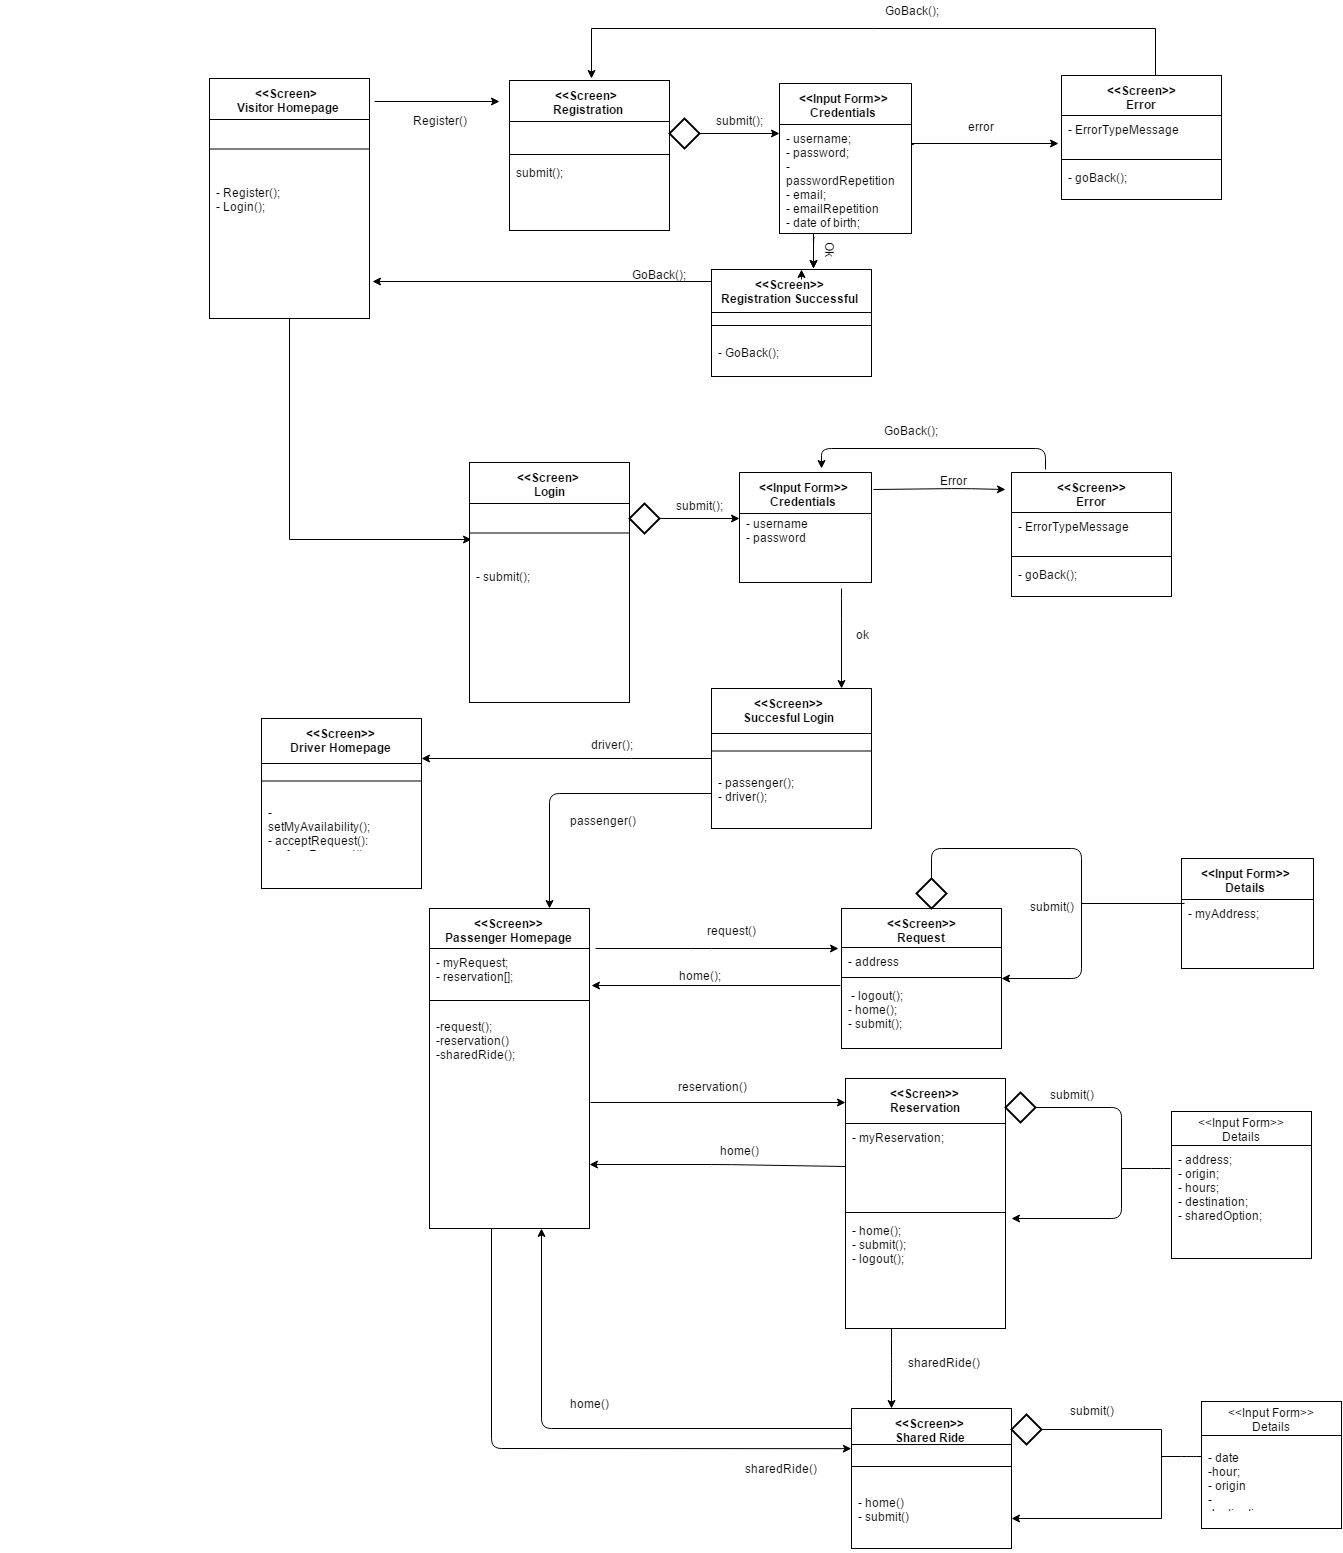 GoBack();
<<Screen>
Visitor Homepage
- Register();
- Login();
Register()
<<Screen>
Registration
submit();
submit();
<<Input Form>>
Credentials
- username;
- password;
-
passwordRepetition
- email;
- emailRepetition
- date of birth;
error
<<Screen>>
Error
- ErrorTypeMessage
- goBack();
Ok
GoBack();
<<Screen>>
Registration Successful
- GoBack();
GoBack();
<<Screen>
Login
- submit();
submit();
<<Input Form>>
Credentials
- username
- password
Error
<<Screen>>
Error
- ErrorTypeMessage
- goBack();
ok
<<Screen>>
Succesful Login
- passenger();
- driver();
driver();
<<Screen>>
Driver Homepage
-
setMyAvailability();
- acceptRequest():
passenger()
<<Screen>>
Passenger Homepage
- myRequest;
- reservation[];
-request();
-reservation()
-sharedRide();
request()
home();
<<Screen>>
Request
- address
- logout();
- home();
- submit();
submit()
<<Input Form>>
Details
- myAddress;
reservation()
home()
<<Screen>>
Reservation
- myReservation;
- home();
- submit();
- logout();
submit()
<<Input Form>>
Details
- address;
- origin;
- hours;
- destination;
- sharedOption;
sharedRide()
home()
sharedRide()
<<Screen>>
Shared Ride
- home()
- submit()
submit()
<<Input Form>>
Details
- date
-hour;
- origin
-